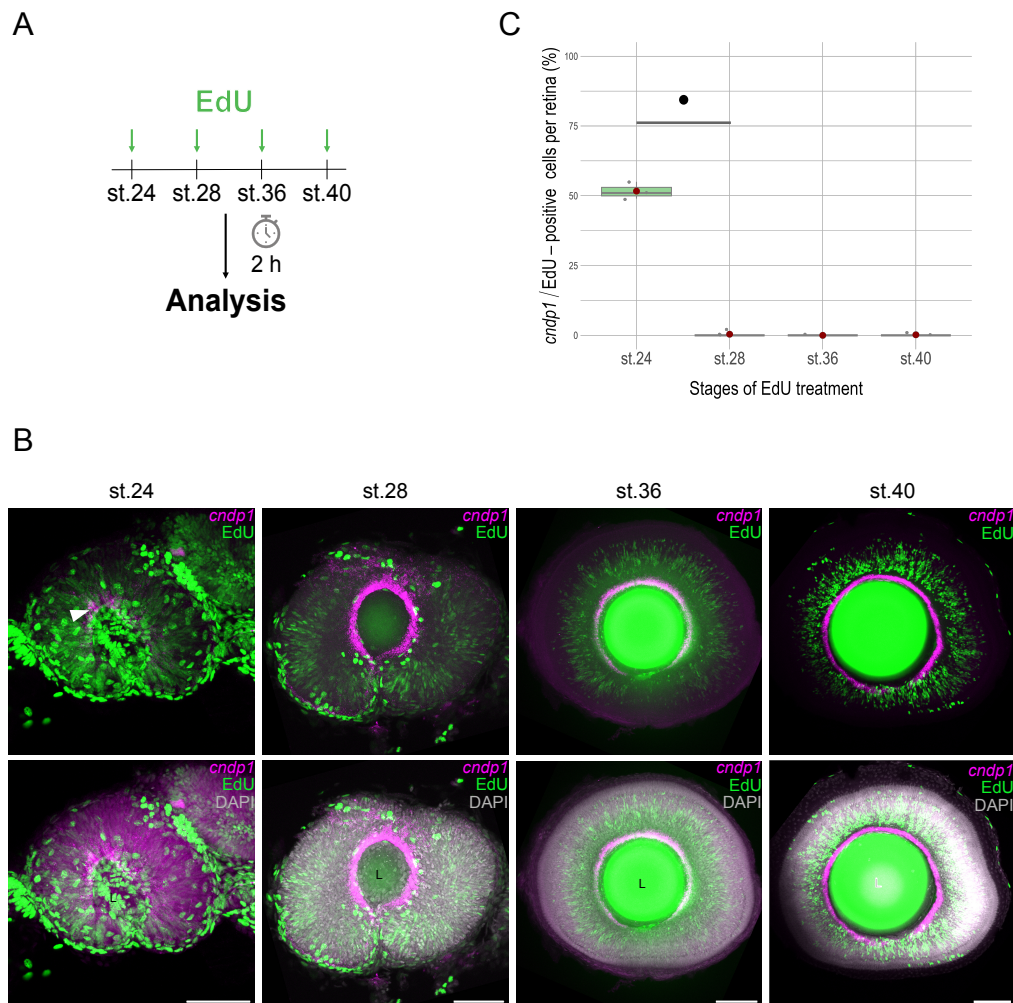 A
EdU
st.24 st.28 st.36 st.40
2 h
Analysis
C
cndp1 / EdU – positive cells per retina (%)
100
75
50
25
0
st.24 st.28 st.36 st.40
Stages of EdU treatment
B
st.24 st.28 st.36 st.40
cndp1 cndp1 cndp1 cndp1
EdU EdU EdU EdU
cndp1 cndp1 cndp1 cndp1
EdU EdU EdU EdU
DAPI DAPI DAPI DAPI
L L L L